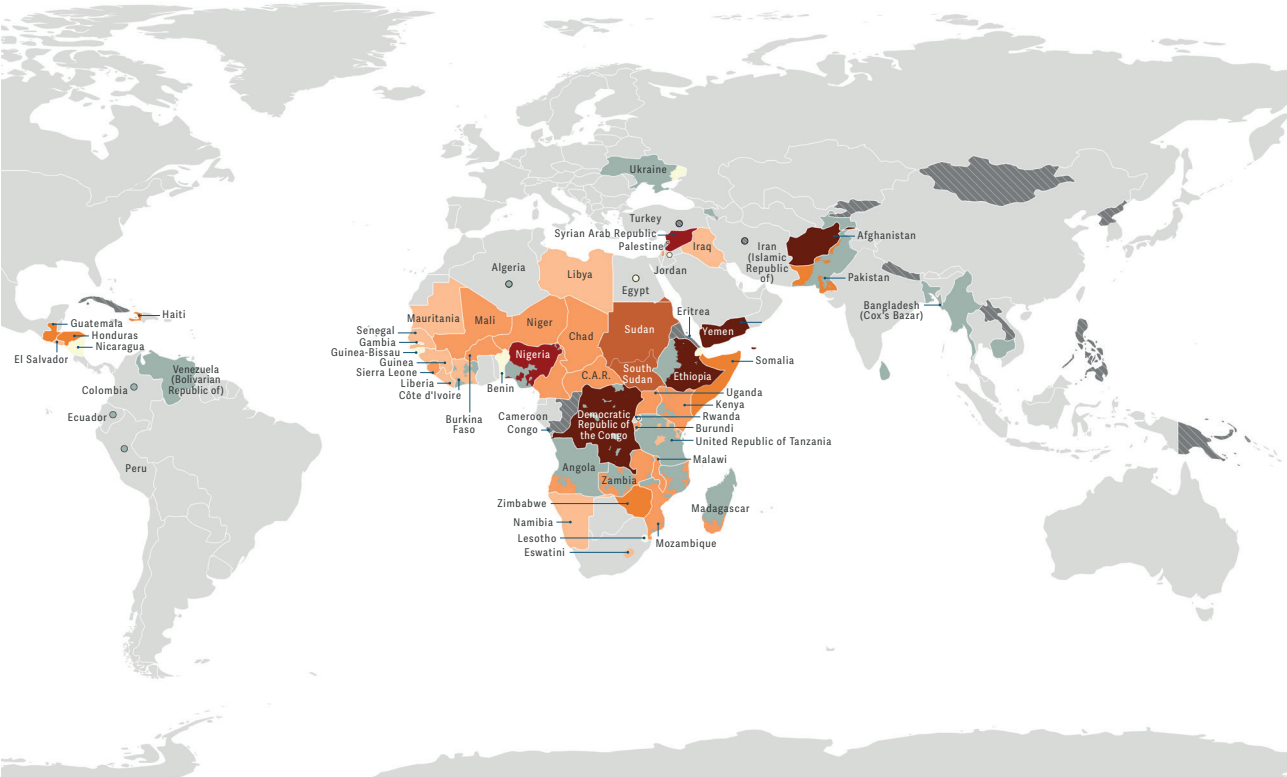 Ukraine
Turkey
Syrian Arab Republic
Palestine
Iraq
Iran
(Islamic
Republic
of)
Afghanistan
Pakistan
Jordan
Algeria
Libya
Egypt
Bangladesh
(Cox's Bazar)
Guatemala
Haiti
Honduras
Nicaragua
El Salvador
Venezuela
(Bolivarian
Republic of)
Colombia
Ecuador
Peru
Mauritania
Mali
Niger
Chad
Sudan
Eritrea
Yemen
Senegal
Gambia
Guinea-Bissau
Guinea
Sierra Leone
Liberia
Côte d'Ivoire
Burkina
Faso
Benin
Nigeria
C.A.R.
South
Sudan
Ethiopia
Somalia
Uganda
Kenya
Rwanda
Burundi
United Republic of Tanzania
Cameroon
Congo
Democratic
Republic of
the Congo
Malawi
Angola
Zambia
Zimbabwe
Namibia
Lesotho
Eswatini
Mozambique
Madagascar